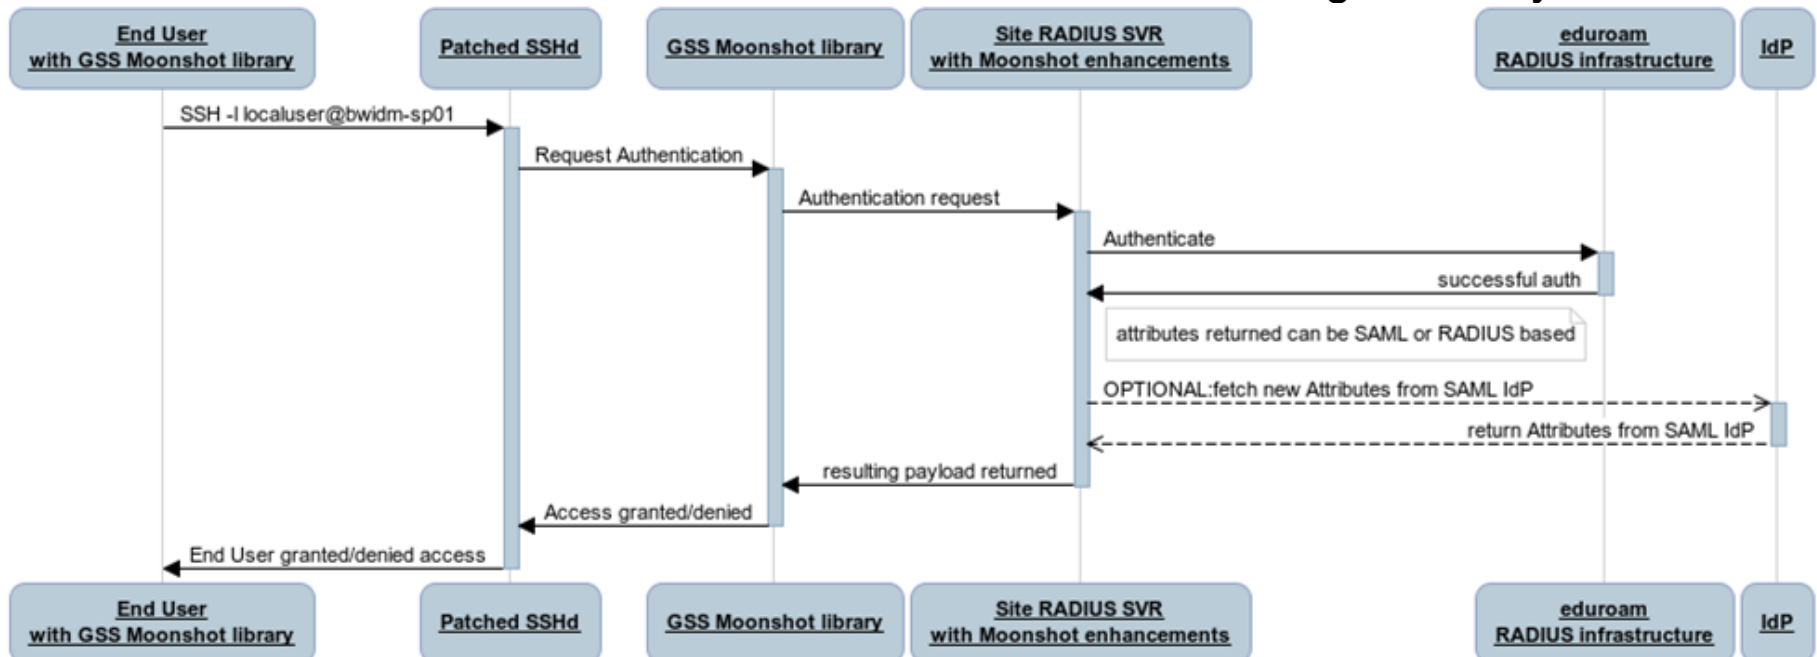 End User
with GSS Moonshot library
Patched SSHd
GSS Moonshot library
Site RADIUS SVR
with Moonshot enhancements
eduroam
RADIUS infrastructure
IdP
SSH -l localuser@bwidm-sp01
Request Authentication
Authentication request
Authenticate
successful auth
attributes returned can be SAML or RADIUS based
OPTIONAL:fetch new Attributes from SAML IdP
return Attributes from SAML IdP
resulting payload returned
Access granted/denied
End User granted/denied access
End User
with GSS Moonshot library
Patched SSHd
GSS Moonshot library
Site RADIUS SVR
with Moonshot enhancements
eduroam
RADIUS infrastructure
IdP